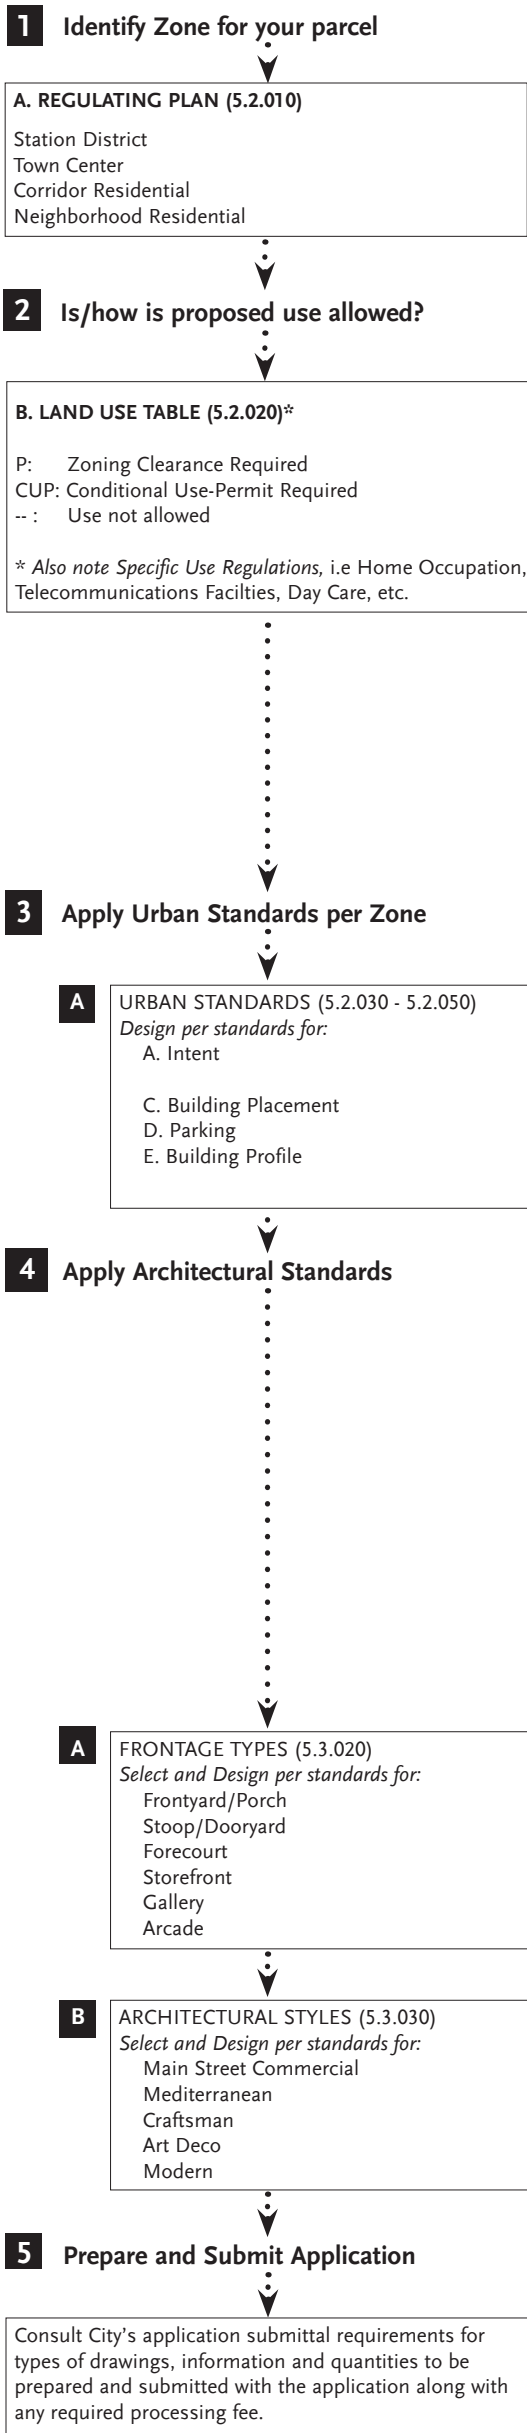 1 Identify Zone for your parcel
A. REGULATING PLAN (5.2.010)
Station District
Town Center
Corridor Residential
Neighborhood Residential
2 Is/how is proposed use allowed?
B. LAND USE TABLE (5.2.020)*
P: Zoning Clearance Required
CUP: Conditional Use-Permit Required
-- : Use not allowed
* Also note Specific Use Regulations, i.e Home Occupation,
Telecommunications Facilties, Day Care, etc.
3 Apply Urban Standards per Zone
A URBAN STANDARDS (5.2.030 - 5.2.050)
Design per standards for:
A. Intent
C. Building Placement
D. Parking
E. Building Profile
4 Apply Architectural Standards
A FRONTAGE TYPES (5.3.020)
Select and Design per standards for:
Frontyard/Porch
Stoop/Dooryard
Forecourt
Storefront
Gallery
Arcade
B ARCHITECTURAL STYLES (5.3.030)
Select and Design per standards for:
Main Street Commercial
Mediterranean
Craftsman
Art Deco
Modern
5 Prepare and Submit Application
Consult City's application submittal requirements for
types of drawings, information and quantities to be
prepared and submitted with the application along with
any required processing fee.